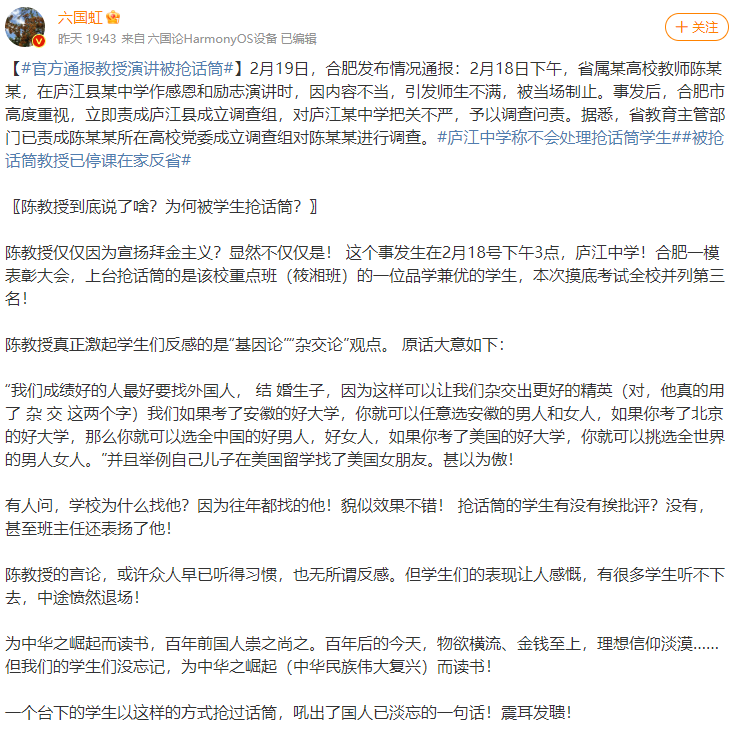 六国虹
昨天 19:43 来自 六国论HarmonyOS设备 已编辑
关注
【#官方通报教授演讲被抢话筒#】2月19日，合肥发布情况通报：2月18日下午，省属某高校教师陈某
某，在庐江县某中学作感恩和励志演讲时，因内容不当，引发师生不满，被当场制止。事发后，合肥市
高度重视，立即责成庐江县成立调查组，对庐江某中学把关不严，予以调查问责。据悉，省教育主管部
门已责成陈某某所在高校党委成立调查组对陈某某进行调查。#庐江中学称不会处理抢话筒学生##被抢
话筒教授已停课在家反省#
〖陈教授到底说了啥？为何被学生抢话筒？〗
陈教授仅仅因为宣扬拜金主义？显然不仅仅是！ 这个事发生在2月18号下午3点，庐江中学！合肥一模
表彰大会，上台抢话筒的是该校重点班（筱湘班）的一位品学兼优的学生，本次摸底考试全校并列第三
名！
陈教授真正激起学生们反感的是“基因论”“杂交论”观点。 原话大意如下：
“我们成绩好的人最好要找外国人， 结 婚生子，因为这样可以让我们杂交出更好的精英（对，他真的用
了 杂 交 这两个字）我们如果考了安徽的好大学，你就可以任意选安徽的男人和女人，如果你考了北京
的好大学，那么你就可以选全中国的好男人，好女人，如果你考了美国的好大学，你就可以挑选全世界
的男人女人。”并且举例自己儿子在美国留学找了美国女朋友。甚以为傲！
有人问，学校为什么找他？因为往年都找的他！貌似效果不错！ 抢话筒的学生有没有挨批评？没有，
甚至班主任还表扬了他！
陈教授的言论，或许众人早已听得习惯，也无所谓反感。但学生们的表现让人感慨，有很多学生听不下
去，中途愤然退场！
为中华之崛起而读书，百年前国人崇之尚之。百年后的今天，物欲横流、金钱至上，理想信仰淡漠……
但我们的学生们没忘记，为中华之崛起（中华民族伟大复兴）而读书！
一个台下的学生以这样的方式抢过话筒，吼出了国人已淡忘的一句话！震耳发聩！